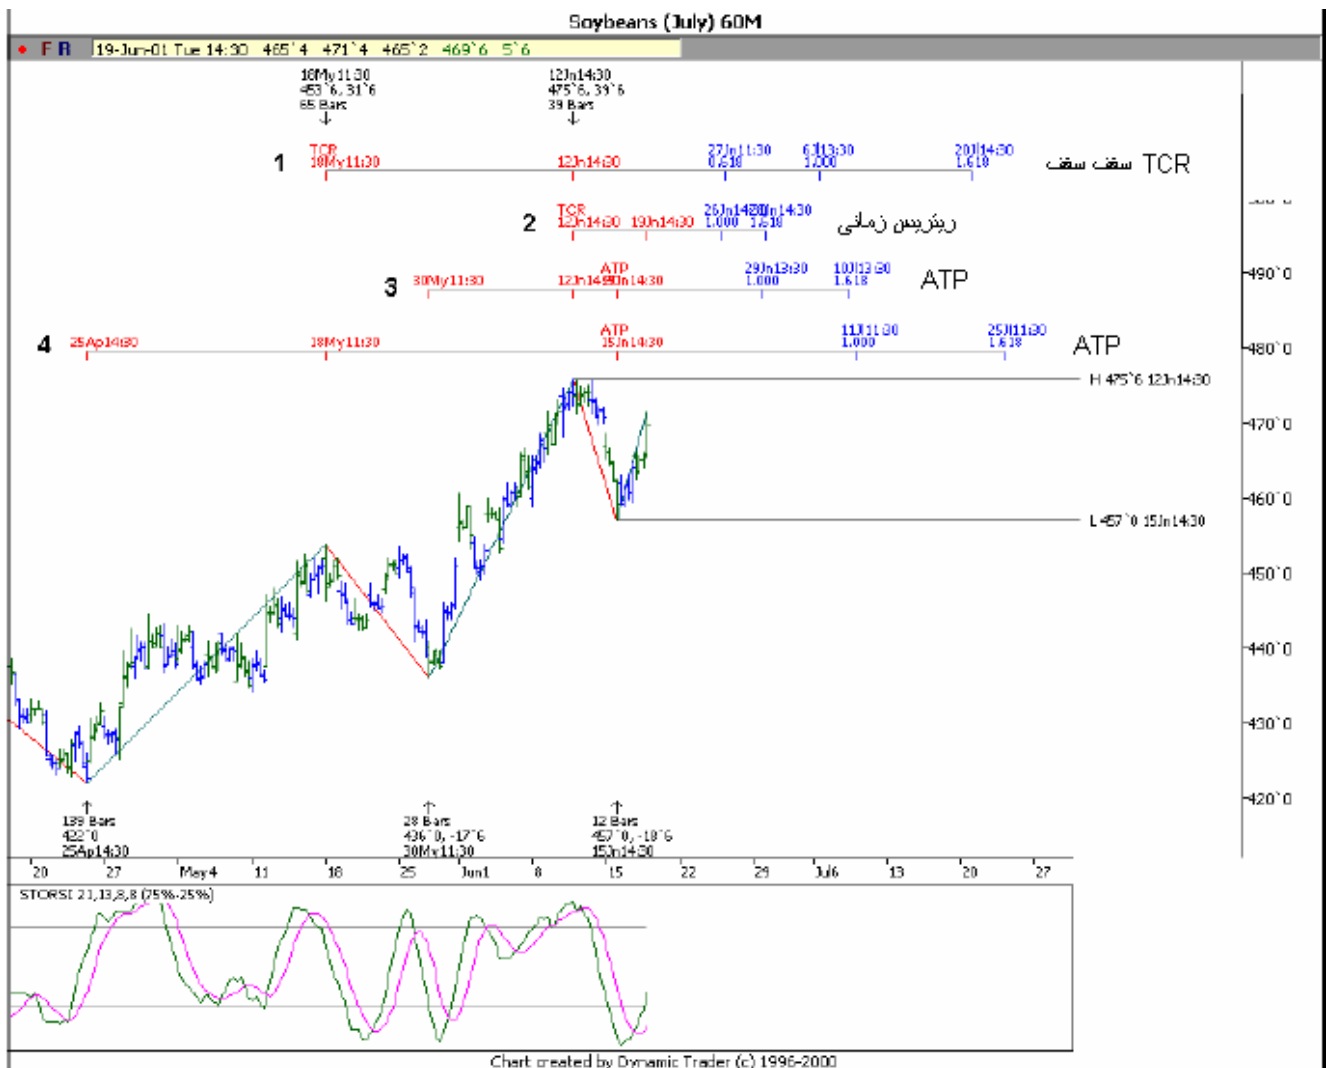 Soybeans (July) 60M
F R 19-Jun-01 Tue 14:30 465`4 471`4 465`2 469`6 5`6
18My11:30 12Jn14:30
453`6, 31`6 475`6, 39`6
65 Bars 39 Bars
TCR 27Jn11:30 6Jl13:30 20Jl14:30
1 18My11:30 12Jn14:30 0.618 1.000 1.618 سقف سقف TCR
TCR
2 12Jn14:30 19Jn14:30 1.000 1.618 ریتریس زمانی
ATP 29Jn13:30 10Jl13:30
3 30My11:30 15Jn14:30 1.000 1.618 ATP
ATP 11Jl11:30 25Jl11:30
4 25Ap14:30 18My11:30 15Jn14:30 1.000 1.618 ATP
490`0
480`0
H 475`6 12Jn14:30
470`0
460`0
L 457`0 15Jn14:30
450`0
440`0
430`0
420`0
139 Bars 28 Bars 12 Bars
422`0 436`0, -17`6 457`0, -18`6
25Ap14:30 30My11:30 15Jn14:30
20 27 May4 11 18 25 Jun1 8 15 22 29 Jul6 13 20 27
STORSI 21,13,8,8 (75%-25%)
Chart created by Dynamic Trader (c) 1996-2000